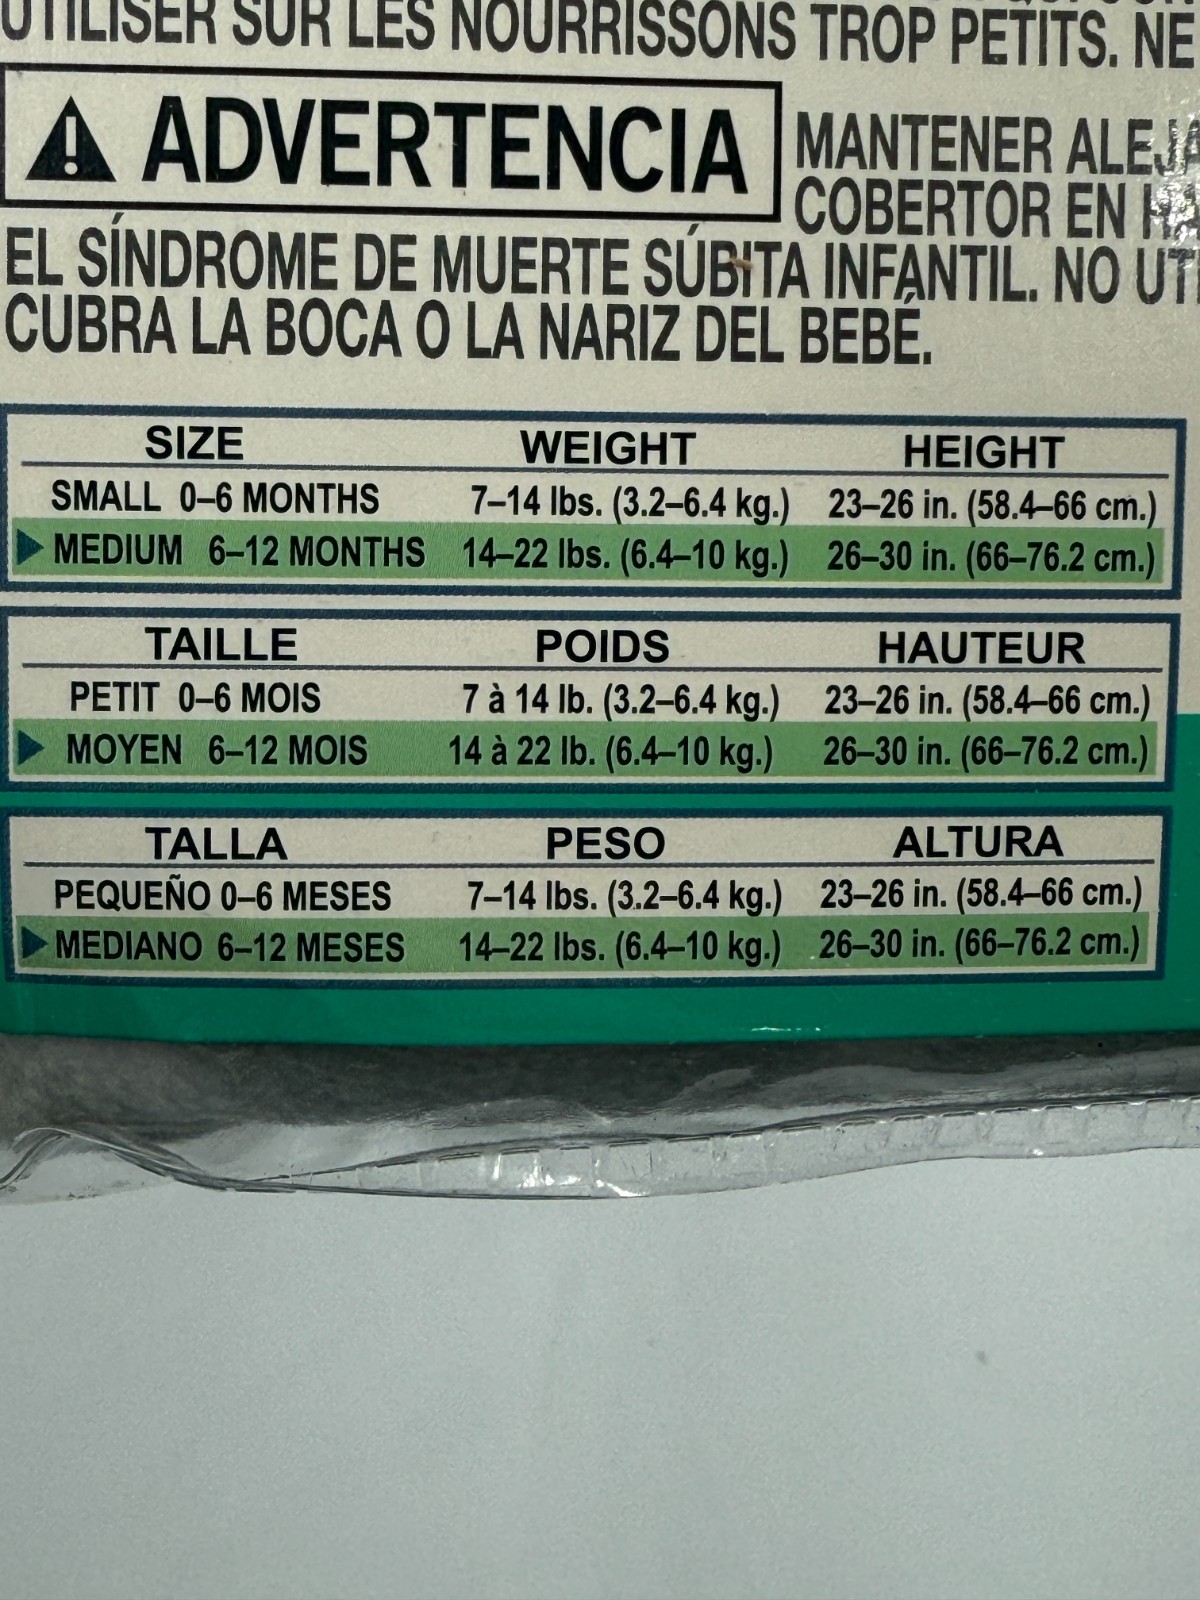 UTILISER SUR LES NOURRISSONS TROP PETITS. NE
ADVERTENCIA
MANTENER
COBERTOR EN
EL SÍNDROME DE MUERTE SÚBITA INFANTIL. NO
CUBRA LA BOCA O LA NARIZ DEL BEBÉ.
SIZE WEIGHT HEIGHT
SMALL 0–6 MONTHS 7–14 lbs. (3.2–6.4 kg.) 23–26 in. (58.4–66 cm.)
MEDIUM 6–12 MONTHS 14–22 lbs. (6.4–10 kg.) 26–30 in. (66–76.2 cm.)
TAILLE POIDS HAUTEUR
PETIT 0–6 MOIS 7 à 14 lb. (3.2–6.4 kg.) 23–26 in. (58.4–66 cm.)
MOYEN 6–12 MOIS 14 à 22 lb. (6.4–10 kg.) 26–30 in. (66–76.2 cm.)
TALLA PESO ALTURA
PEQUEÑO 0–6 MESES 7–14 lbs. (3.2–6.4 kg.) 23–26 in. (58.4–66 cm.)
MEDIANO 6–12 MESES 14–22 lbs. (6.4–10 kg.) 26–30 in. (66–76.2 cm.)